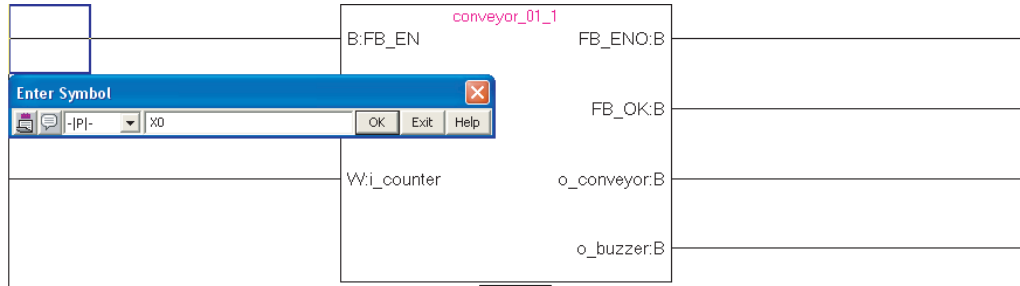 conveyor_01_1
B:FB_EN FB_ENO:B
Enter Symbol
-|P|- X0 OK Exit Help
FB_OK:B
W:i_counter o_conveyor:B
o_buzzer:B